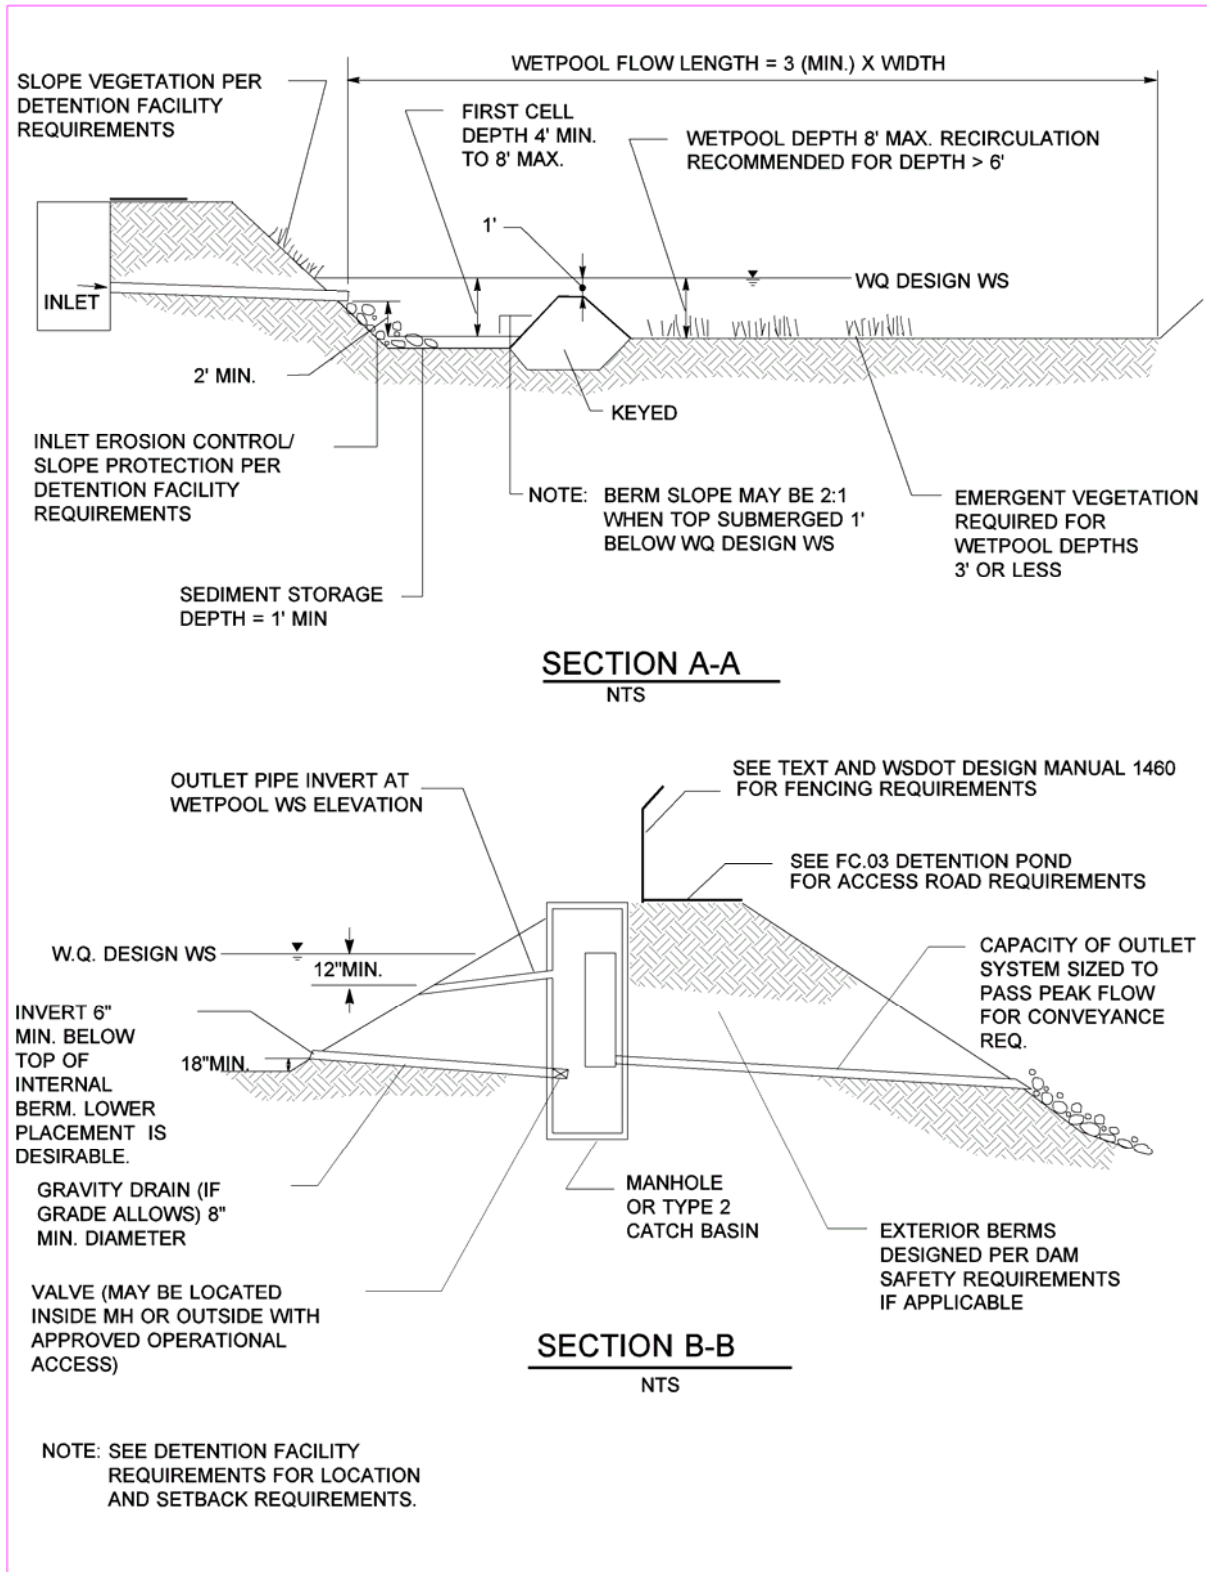 WETPOOL FLOW LENGTH = 3 (MIN.) X WIDTH
SLOPE VEGETATION PER
DETENTION FACILITY
REQUIREMENTS
FIRST CELL
DEPTH 4' MIN.
TO 8' MAX.
WETPOOL DEPTH 8' MAX. RECIRCULATION
RECOMMENDED FOR DEPTH > 6'
1'
WQ DESIGN WS
INLET
2' MIN.
KEYED
INLET EROSION CONTROL/
SLOPE PROTECTION PER
DETENTION FACILITY
REQUIREMENTS
NOTE: BERM SLOPE MAY BE 2:1
WHEN TOP SUBMERGED 1'
BELOW WQ DESIGN WS
EMERGENT VEGETATION
REQUIRED FOR
WETPOOL DEPTHS
3' OR LESS
SEDIMENT STORAGE
DEPTH = 1' MIN
SECTION A-A
NTS
OUTLET PIPE INVERT AT
WETPOOL WS ELEVATION
SEE TEXT AND WSDOT DESIGN MANUAL 1460
FOR FENCING REQUIREMENTS
SEE FC.03 DETENTION POND
FOR ACCESS ROAD REQUIREMENTS
W.Q. DESIGN WS
12"MIN.
CAPACITY OF OUTLET
SYSTEM SIZED TO
PASS PEAK FLOW
FOR CONVEYANCE
REQ.
INVERT 6"
MIN. BELOW
TOP OF
INTERNAL
BERM. LOWER
PLACEMENT IS
DESIRABLE.
18"MIN.
GRAVITY DRAIN (IF
GRADE ALLOWS) 8"
MIN. DIAMETER
MANHOLE
OR TYPE 2
CATCH BASIN
EXTERIOR BERMS
DESIGNED PER DAM
SAFETY REQUIREMENTS
IF APPLICABLE
VALVE (MAY BE LOCATED
INSIDE MH OR OUTSIDE WITH
APPROVED OPERATIONAL
ACCESS)
SECTION B-B
NTS
NOTE: SEE DETENTION FACILITY
REQUIREMENTS FOR LOCATION
AND SETBACK REQUIREMENTS.